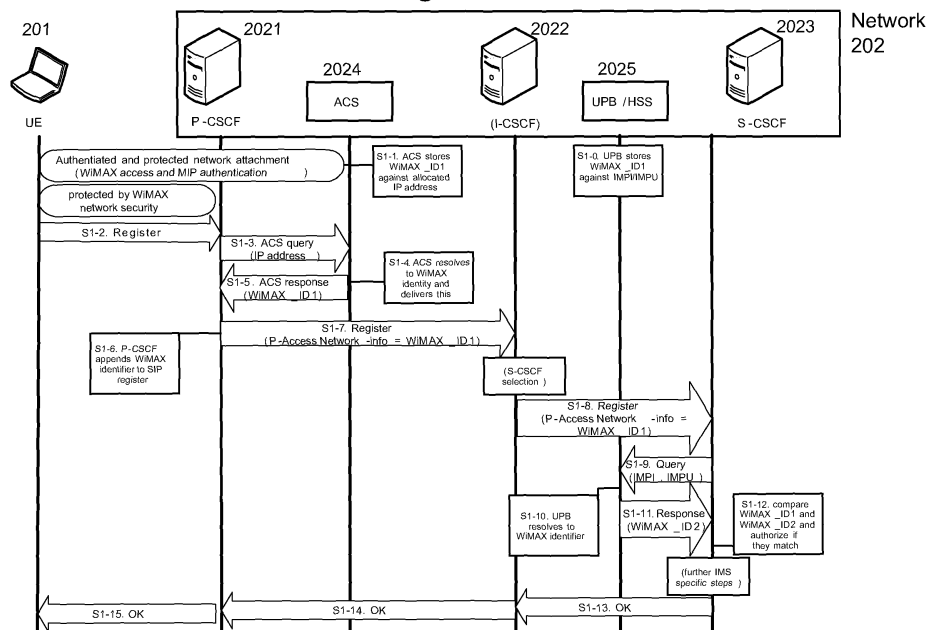 Network
202
201
2021
2022
2023
2024
2025
ACS
UPB /HSS
UE
P -CSCF
(I-CSCF)
S -CSCF
Authentiated and protected network attachment
(WiMAX access and MIP authentication )
S1-1. ACS stores
WiMAX _ID1
against allocated
IP address
S1-0. UPB stores
WiMAX _ID1
against IMPI/IMPU
protected by WiMAX
network security
S1-2. Register
S1-3. ACS query
(IP address )
S1-4. ACS resolves
to WiMAX
identity and
delivers this
S1-5. ACS response
(WiMAX _ID1)
S1-7. Register
(P-Access Network -info = WiMAX _ID1)
S1-6. P-CSCF
appends WiMAX
identifier to SIP
register
(S-CSCF
selection )
S1-8. Register
(P-Access Network -info =
WiMAX _ID1)
S1-9. Query
(IMPI , IMPU )
S1-10. UPB
resolves to
WiMAX identifier
S1-11. Response
(WiMAX _ID2)
S1-12. compare
WiMAX _ID1 and
WiMAX _ID2 and
authorize if
they match
(further IMS
specific steps )
S1-15. OK
S1-14. OK
S1-13. OK